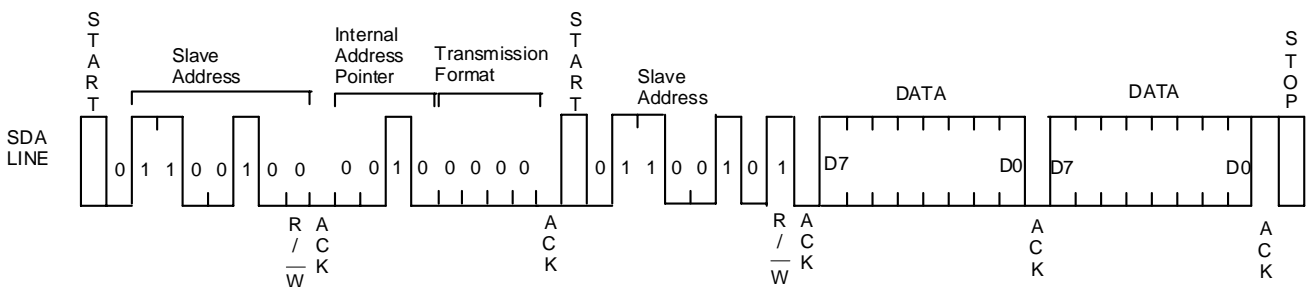 START
Slave
Address
Internal
Address
Pointer
Transmission
Format
START
Slave
Address
DATA
DATA
STOP
SDA
LINE
0 1 1 0 0 1 0 0
0 0 1 0 0 0 0 0
0 1 1 0 0 1 0 1
D7 D0
D7 D0
R/W
ACK
ACK
R/W
ACK
ACK
ACK